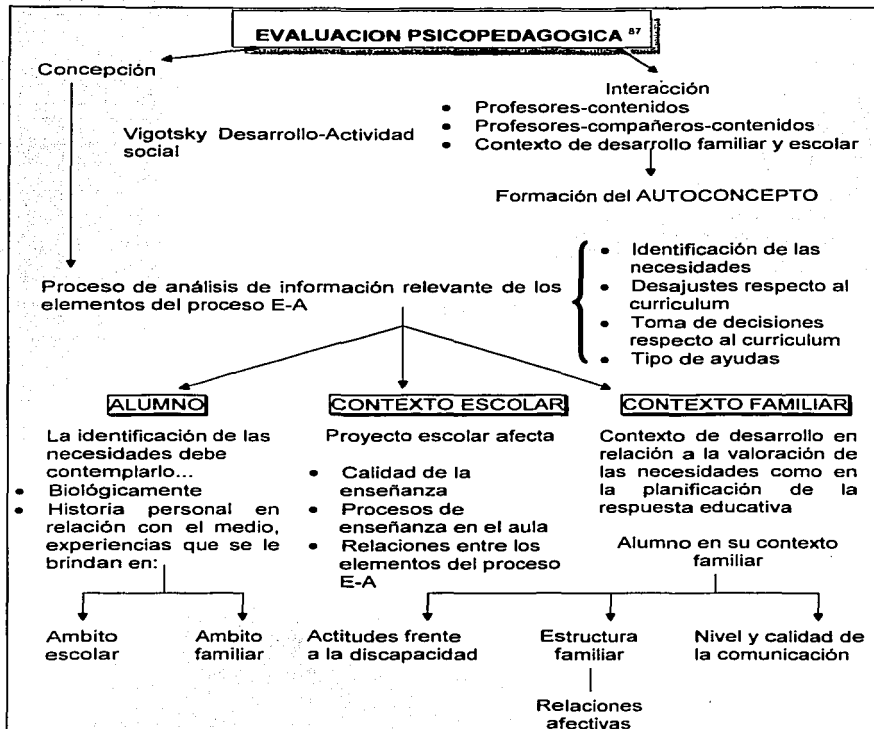 EVALUACION PSICOPEDAGOGICA 87
Concepción
Interacción
• Profesores-contenidos
• Profesores-compañeros-contenidos
• Contexto de desarrollo familiar y escolar
Vigotsky Desarrollo-Actividad
social
Formación del AUTOCONCEPTO
Proceso de análisis de información relevante de los
elementos del proceso E-A
• Identificación de las
necesidades
• Desajustes respecto al
curriculum
• Toma de decisiones
respecto al curriculum
• Tipo de ayudas
ALUMNO
La identificación de las
necesidades debe
contemplarlo...
• Biológicamente
• Historia personal en
relación con el medio,
experiencias que se le
brindan en:
Ambito
escolar
Ambito
familiar
CONTEXTO ESCOLAR
Proyecto escolar afecta
• Calidad de la
enseñanza
• Procesos de
enseñanza en el aula
• Relaciones entre los
elementos del proceso
E-A
CONTEXTO FAMILIAR
Contexto de desarrollo en
relación a la valoración de
las necesidades como en
la planificación de la
respuesta educativa
Alumno en su contexto
familiar
Actitudes frente
a la discapacidad
Estructura
familiar
Relaciones
afectivas
Nivel y calidad de
la comunicación